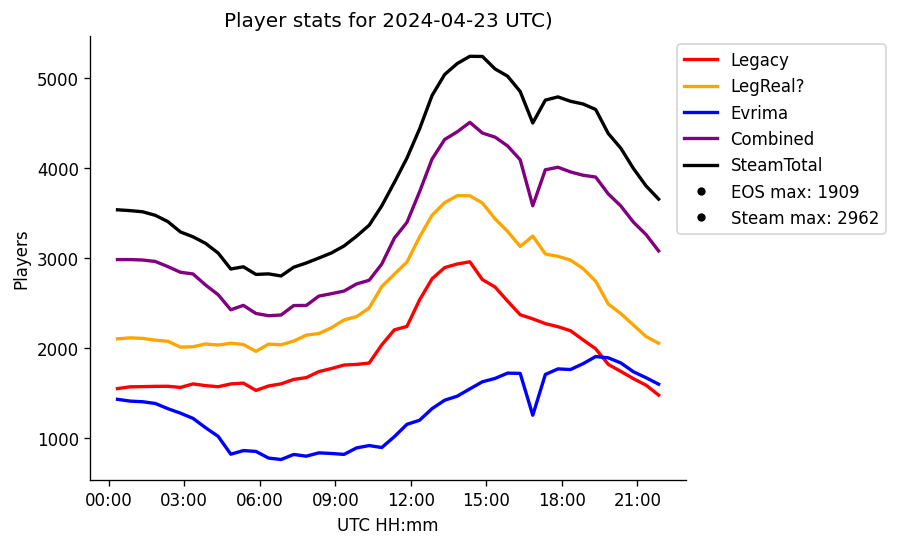 Player stats for 2024-04-23 UTC)
Players
5000
4000
3000
2000
1000
00:00 03:00 06:00 09:00 12:00 15:00 18:00 21:00
UTC HH:mm
Legacy
LegReal?
Evrima
Combined
SteamTotal
EOS max: 1909
Steam max: 2962